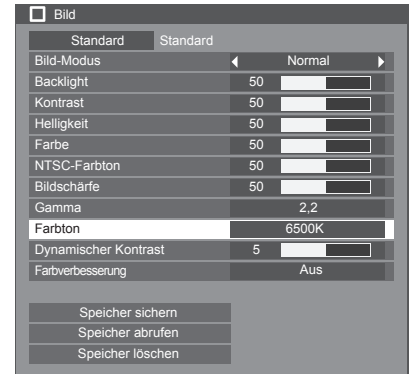 Bild
Standard Standard
Bild-Modus Normal
Backlight 50
Kontrast 50
Helligkeit 50
Farbe 50
NTSC-Farbton 50
Bildschärfe 50
Gamma 2,2
Farbton 6500K
Dynamischer Kontrast 5
Farbverbesserung Aus
Speicher sichern
Speicher abrufen
Speicher löschen